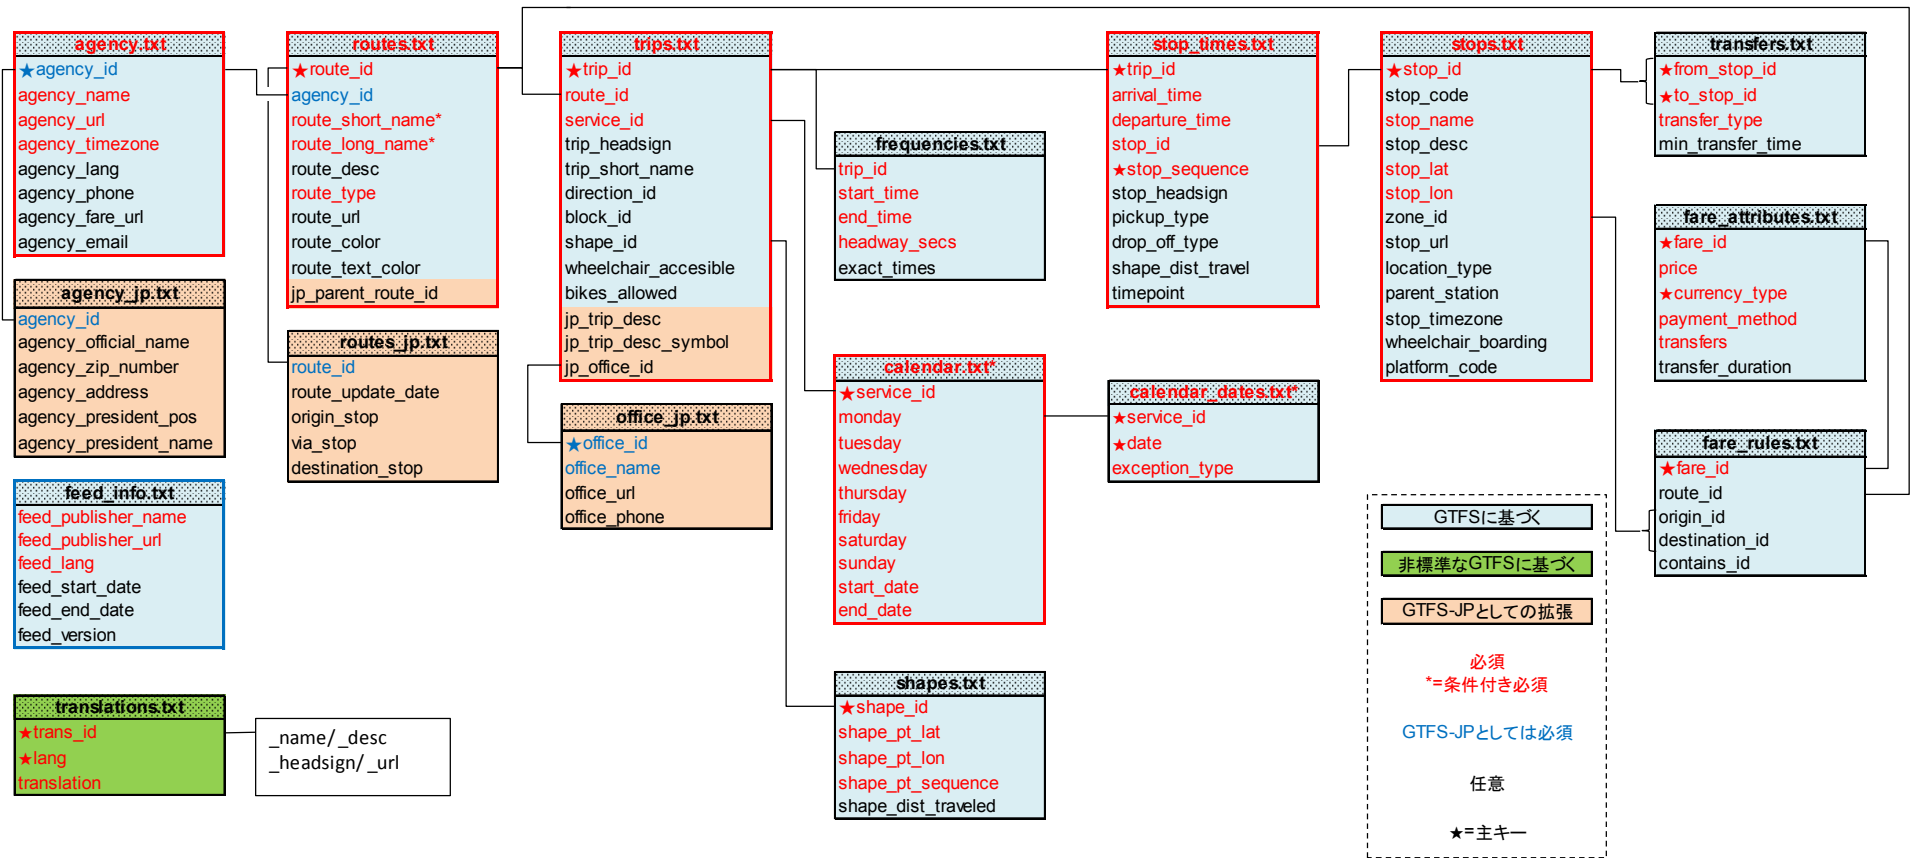 agency.txt
★agency_id
agency_name
agency_url
agency_timezone
agency_lang
agency_phone
agency_fare_url
agency_email
agency_jp.txt
agency_id
agency_official_name
agency_zip_number
agency_address
agency_president_pos
agency_president_name
feed_info.txt
feed_publisher_name
feed_publisher_url
feed_lang
feed_start_date
feed_end_date
feed_version
translations.txt
★trans_id
★lang
translation
_name/_desc
_headsign/_url
routes.txt
★route_id
agency_id
route_short_name*
route_long_name*
route_desc
route_type
route_url
route_color
route_text_color
jp_parent_route_id
routes_jp.txt
route_id
route_update_date
origin_stop
via_stop
destination_stop
trips.txt
★trip_id
route_id
service_id
trip_headsign
trip_short_name
direction_id
block_id
shape_id
wheelchair_accesible
bikes_allowed
jp_trip_desc
jp_trip_desc_symbol
jp_office_id
office_jp.txt
★office_id
office_name
office_url
office_phone
frequencies.txt
trip_id
start_time
end_time
headway_secs
exact_times
calendar.txt*
★service_id
monday
tuesday
wednesday
thursday
friday
saturday
sunday
start_date
end_date
shapes.txt
★shape_id
shape_pt_lat
shape_pt_lon
shape_pt_sequence
shape_dist_traveled
stop_times.txt
★trip_id
arrival_time
departure_time
stop_id
★stop_sequence
stop_headsign
pickup_type
drop_off_type
shape_dist_travel
timepoint
calendar_dates.txt*
★service_id
★date
exception_type
stops.txt
★stop_id
stop_code
stop_name
stop_desc
stop_lat
stop_lon
zone_id
stop_url
location_type
parent_station
stop_timezone
wheelchair_boarding
platform_code
transfers.txt
★from_stop_id
★to_stop_id
transfer_type
min_transfer_time
fare_attributes.txt
★fare_id
price
★currency_type
payment_method
transfers
transfer_duration
fare_rules.txt
★fare_id
route_id
origin_id
destination_id
contains_id
GTFSに基づく
非標準なGTFSに基づく
GTFS-JPとしての拡張
必須
*=条件付き必須
GTFS-JPとしては必須
任意
★=主キー